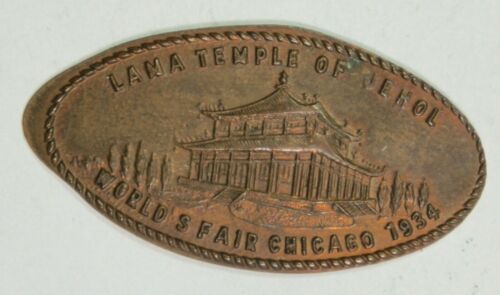 LAMA TEMPLE OF JEHOL
WORLD'S FAIR CHICAGO 1934